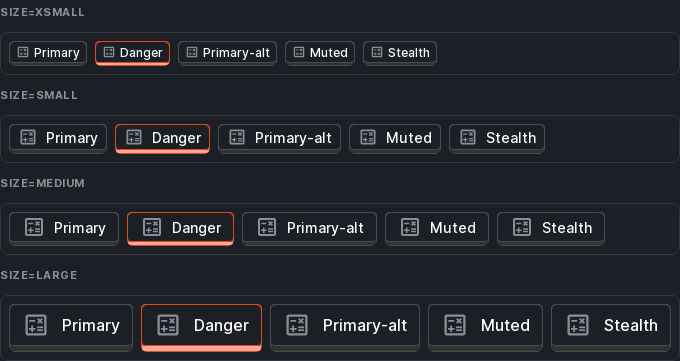 SIZE=XSMALL
Primary Danger Primary-alt Muted Stealth
SIZE=SMALL
Primary Danger Primary-alt Muted Stealth
SIZE=MEDIUM
Primary Danger Primary-alt Muted Stealth
SIZE=LARGE
Primary Danger Primary-alt Muted Stealth